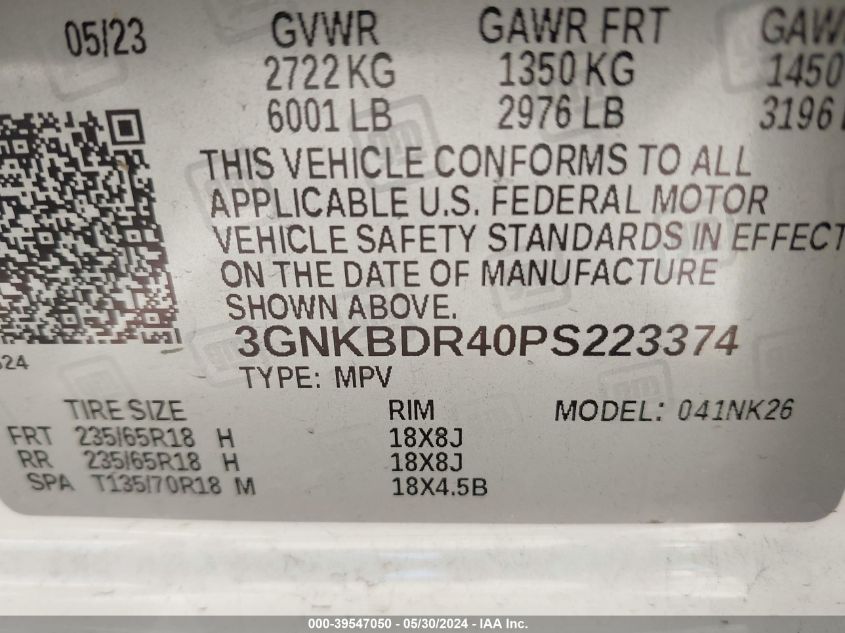 05/23 GVWR GAWR FRT GAW
2722 KG 1350 KG 1450
6001 LB 2976 LB 3196
THIS VEHICLE CONFORMS TO ALL
APPLICABLE U.S. FEDERAL MOTOR
VEHICLE SAFETY STANDARDS IN EFFECT
ON THE DATE OF MANUFACTURE
SHOWN ABOVE.
3GNKBDR40PS223374
TYPE: MPV
TIRE SIZE RIM MODEL: 041NK26
FRT 235/65R18 H 18X8J
RR 235/65R18 H 18X8J
SPA T135/70R18 M 18X4.5B
000-39547050 - 05/30/2024 - IAA Inc.